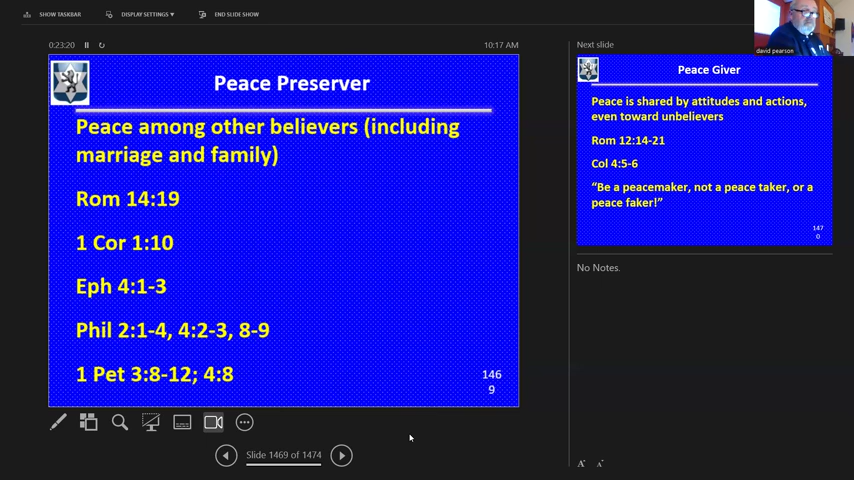 SHOW TASKBAR
DISPLAY SETTINGS ▾
END SLIDE SHOW
0:23:20
10:17 AM
Peace Preserver
Peace among other believers (including
marriage and family)
Rom 14:19
1 Cor 1:10
Eph 4:1-3
Phil 2:1-4, 4:2-3, 8-9
1 Pet 3:8-12; 4:8
146
9
Slide 1469 of 1474
Next slide
Peace Giver
Peace is shared by attitudes and actions,
even toward unbelievers
Rom 12:14-21
Col 4:5-6
“Be a peacemaker, not a peace taker, or a
peace faker!”
147
0
No Notes.
A A
david pearson